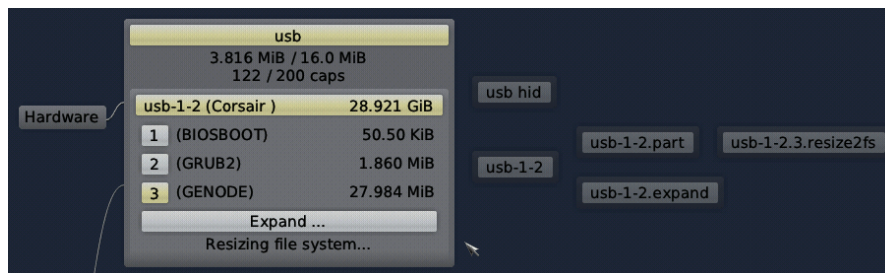 usb
3.816 MiB / 16.0 MiB
122 / 200 caps
Hardware
usb-1-2 (Corsair ) 28.921 GiB
1 (BIOSBOOT) 50.50 KiB
2 (GRUB2) 1.860 MiB
3 (GENODE) 27.984 MiB
Expand ...
Resizing file system...
usb hid
usb-1-2
usb-1-2.part
usb-1-2.3.resize2fs
usb-1-2.expand